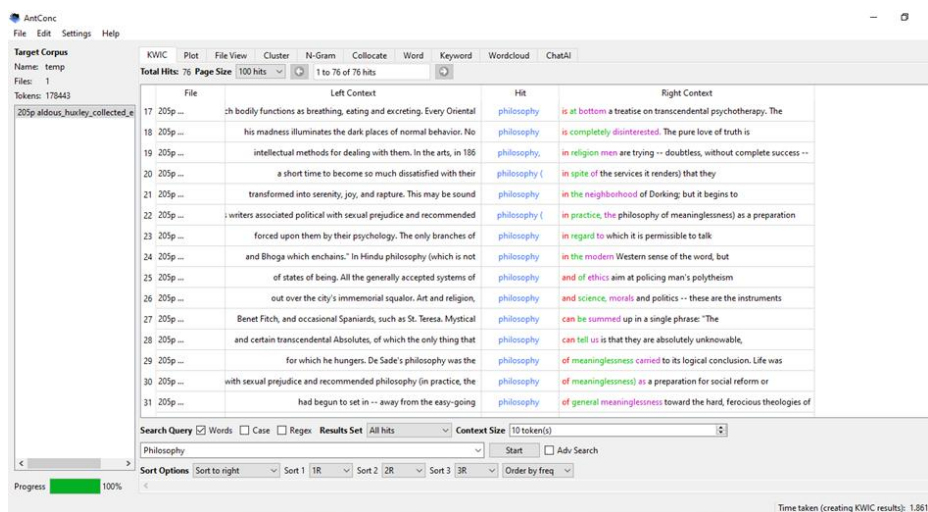 AntConc
File Edit Settings Help
Target Corpus
Name: temp
Files: 1
Tokens: 178443
205p aldous_huxley_collected_e
Progress 100%
KWIC Plot File View Cluster N-Gram Collocate Word Keyword Wordcloud ChatAI
Total Hits: 76 Page Size 100 hits 1 to 76 of 76 hits
File Left Context Hit Right Context
17 205p ... :h bodily functions as breathing, eating and excreting. Every Oriental philosophy is at bottom a treatise on transcendental psychotherapy. The
18 205p ... his madness illuminates the dark places of normal behavior. No philosophy is completely disinterested. The pure love of truth is
19 205p ... intellectual methods for dealing with them. In the arts, in 186 philosophy, in religion men are trying -- doubtless, without complete success --
20 205p ... a short time to become so much dissatisfied with their philosophy ( in spite of the services it renders) that they
21 205p ... transformed into serenity, joy, and rapture. This may be sound philosophy in the neighborhood of Dorking; but it begins to
22 205p ... : writers associated political with sexual prejudice and recommended philosophy ( in practice, the philosophy of meaninglessness) as a preparation
23 205p ... forced upon them by their psychology. The only branches of philosophy in regard to which it is permissible to talk
24 205p ... and Bhoga which enchains." In Hindu philosophy (which is not philosophy in the modern Western sense of the word, but
25 205p ... of states of being. All the generally accepted systems of philosophy and of ethics aim at policing man's polytheism
26 205p ... out over the city's immemorial squalor. Art and religion, philosophy and science, morals and politics -- these are the instruments
27 205p ... Benet Fitch, and occasional Spaniards, such as St. Teresa. Mystical philosophy can be summed up in a single phrase: "The
28 205p ... and certain transcendental Absolutes, of which the only thing that philosophy can tell us is that they are absolutely unknowable,
29 205p ... for which he hungers. De Sade's philosophy was the philosophy of meaninglessness carried to its logical conclusion. Life was
30 205p ... with sexual prejudice and recommended philosophy (in practice, the philosophy of meaninglessness) as a preparation for social reform or
31 205p ... had begun to set in -- away from the easy-going philosophy of general meaninglessness toward the hard, ferocious theologies of
Search Query Words Case Regex Results Set All hits Context Size 10 token(s)
Philosophy Start Adv Search
Sort Options Sort to right Sort 1 1R Sort 2 2R Sort 3 3R Order by freq
Time taken (creating KWIC results): 1.861